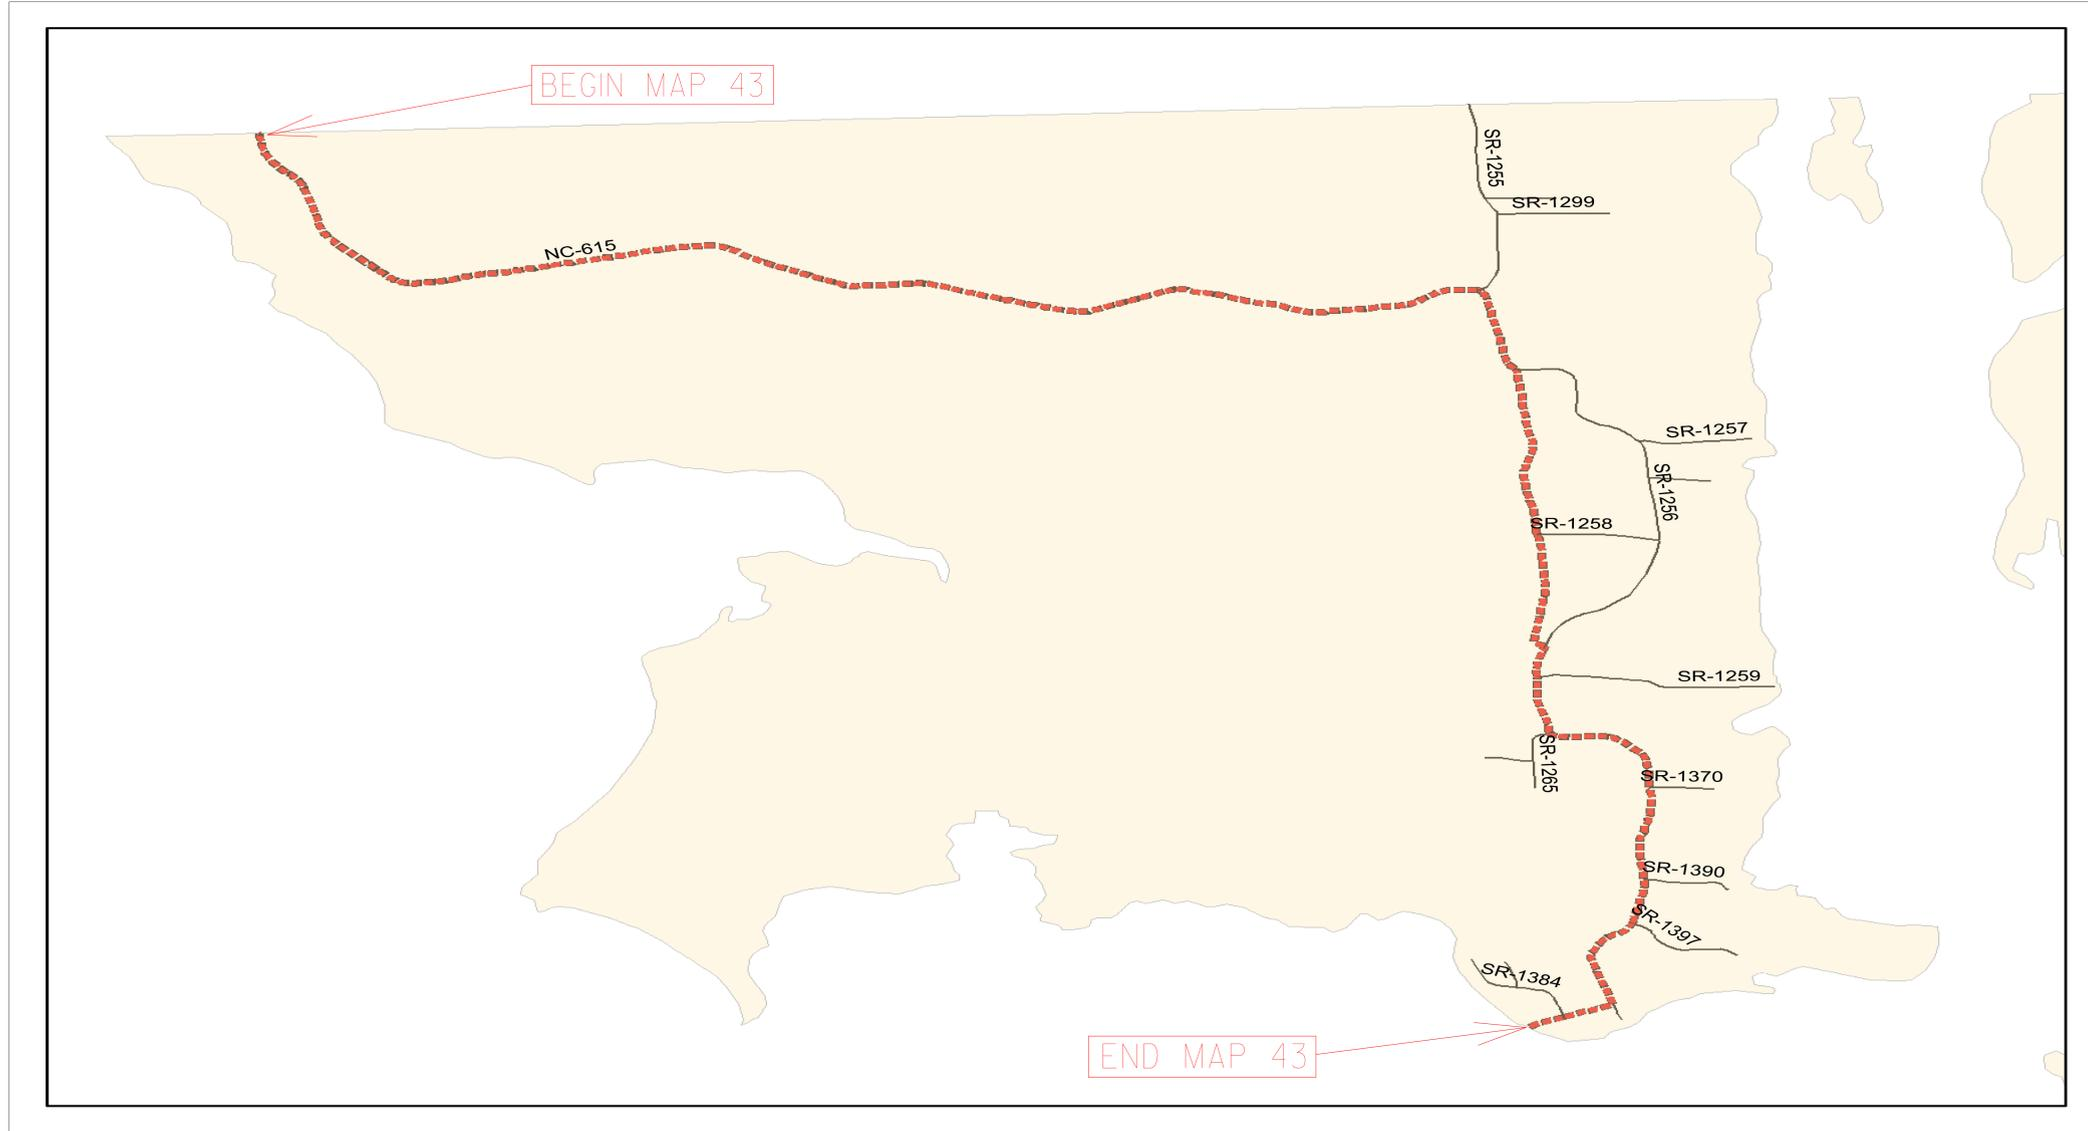 BEGIN MAP 43
SR-1255
SR-1299
NC-615
SR-1257
SR-1256
SR-1258
SR-1259
SR-1265
SR-1370
SR-1390
SR-1397
SR-1384
END MAP 43